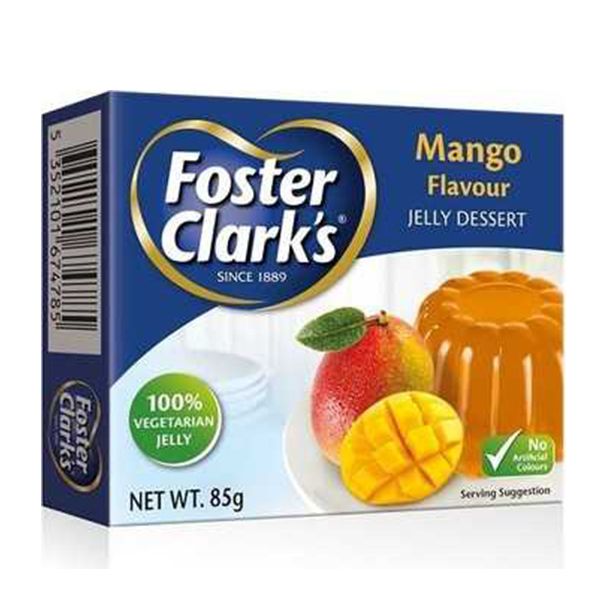 Foster
Clark's®
SINCE 1889
Mango
Flavour
JELLY DESSERT
100%
VEGETARIAN
JELLY
No
Artificial
Colours
NET WT. 85g
Serving Suggestion
5 352101 674785
Foster
Clark's